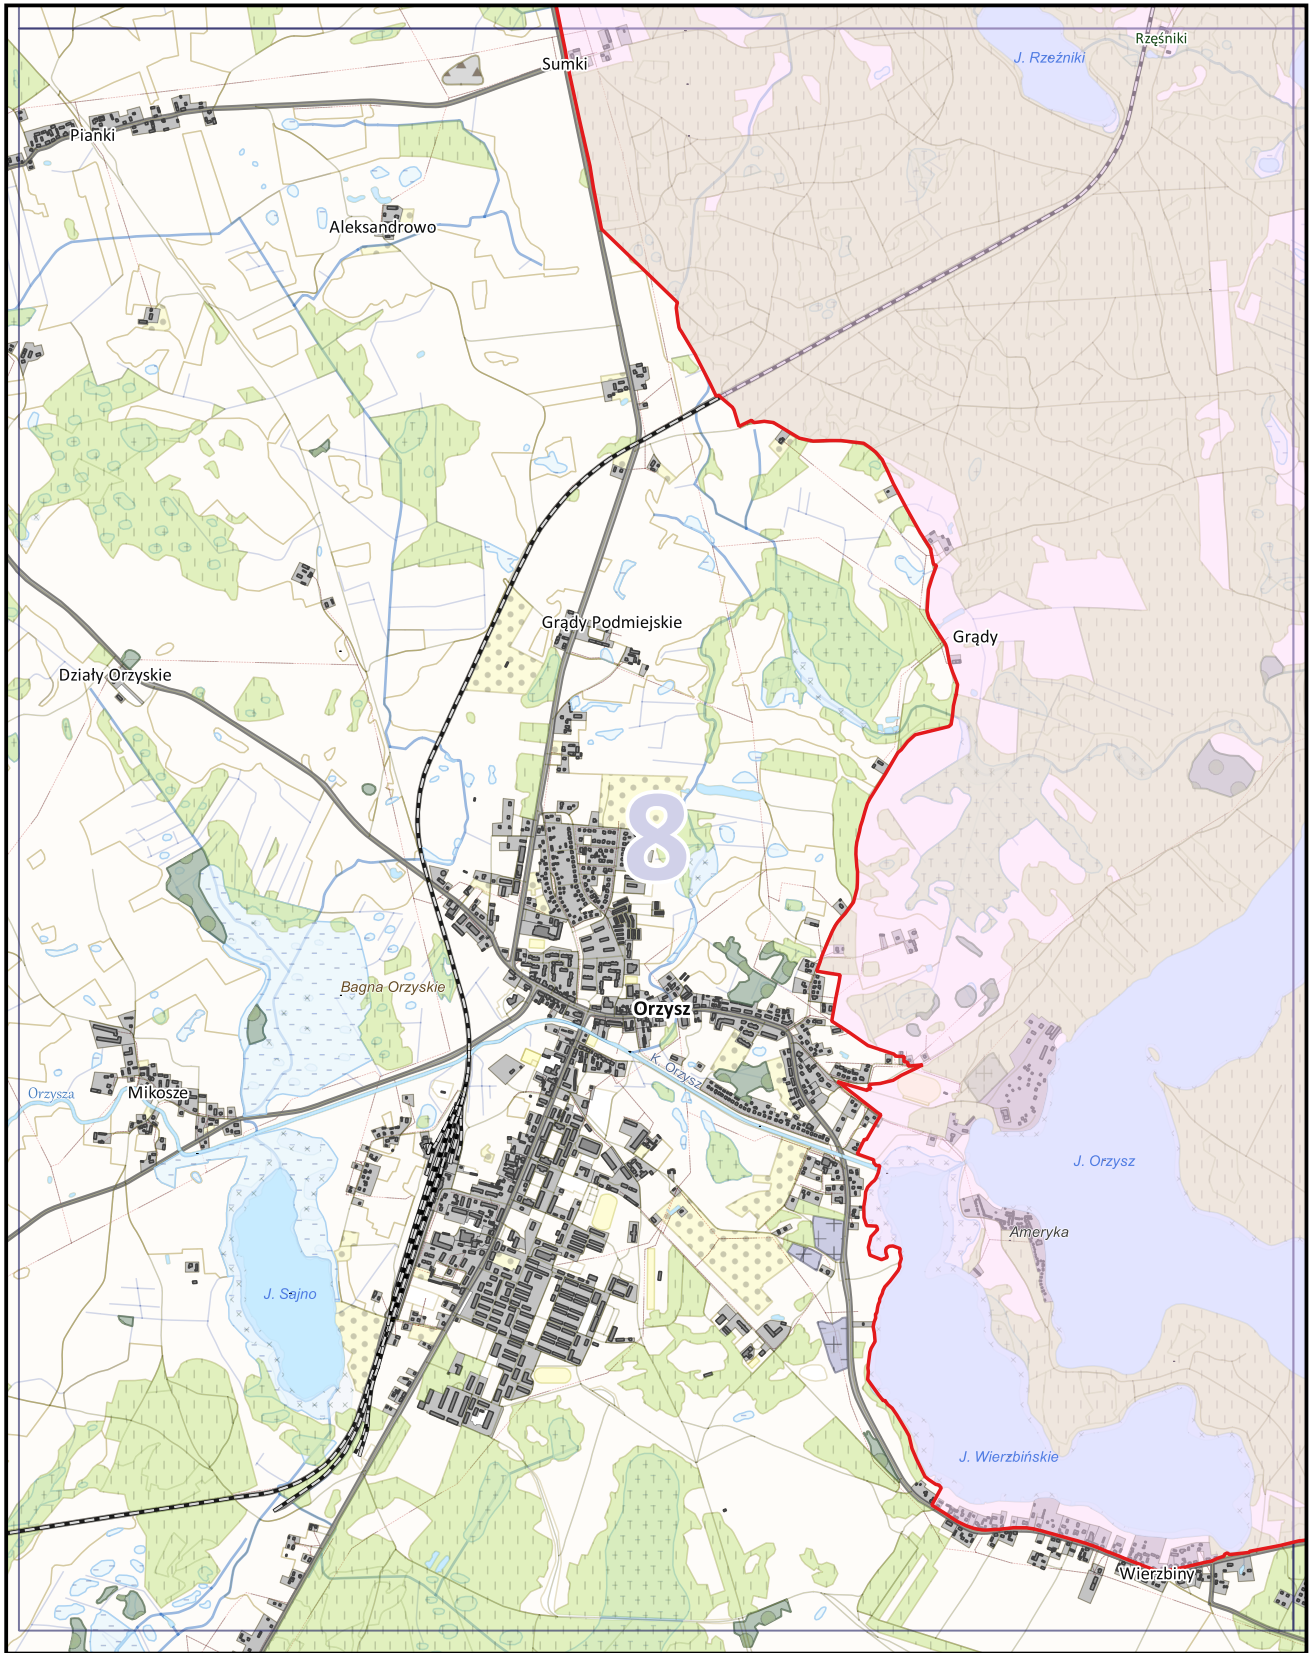 Rzęśniki
J. Rzeźniki
Sumki
Pianki
Aleksandrowo
Grądy Podmiejskie
Grądy
Działy Orzyskie
8
Bagna Orzyskie
Orzysz
K. Orzysz
Orzysza
Mikosze
J. Orzysz
Ameryka
J. Sajno
J. Wierzbińskie
Wierzbiny